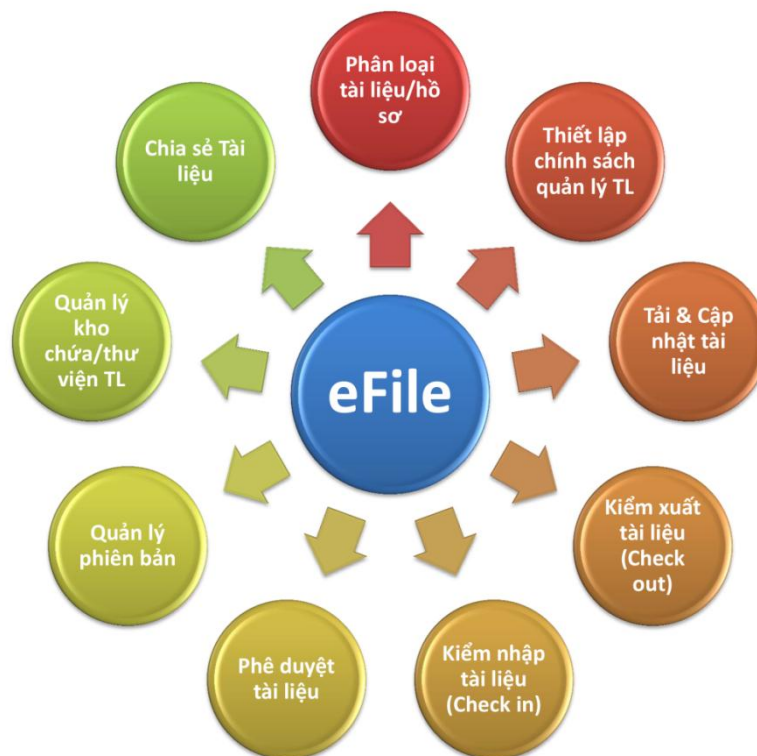 Phân loại
tài liệu/hồ
sơ
Thiết lập
chính sách
quản lý TL
Tải & Cập
nhật tài
liệu
Kiểm xuất
tài liệu
(Check
out)
Kiểm nhập
tài liệu
(Check in)
Phê duyệt
tài liệu
Quản lý
phiên bản
Quản lý
kho
chứa/thư
viện TL
Chia sẻ Tài
liệu
eFile